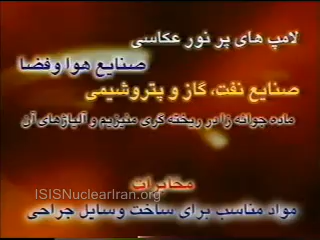 لامپ های پر نور عکاسی
صنایع هوا وفضا
صنایع نفت، گاز و پتروشیمی
ماده جوانه زا در ریخته گری منیزیم و آلیاژهای آن
مخابرات
ISISNuclearIran.org
مواد مناسب برای ساخت وسایل جراحی